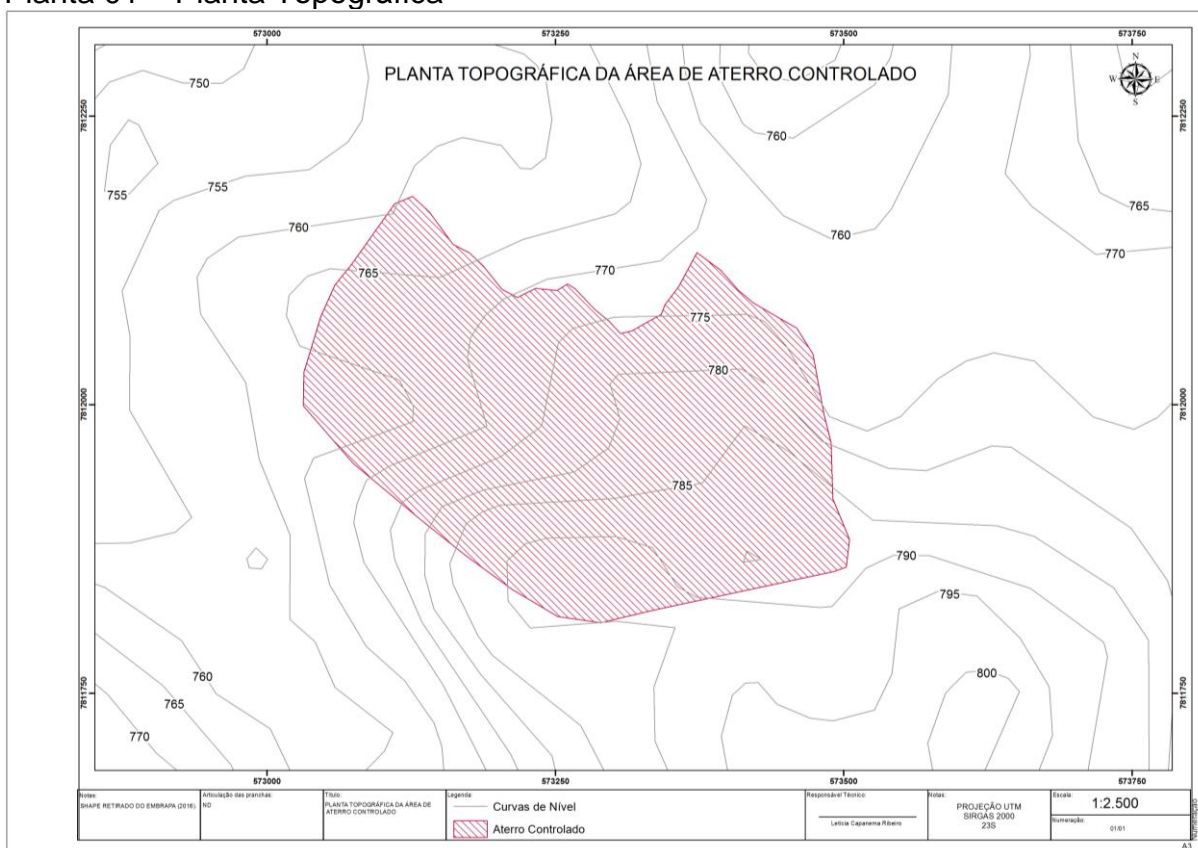 Planta 01 – Planta Topográfica
573000
573250
573500
573750
PLANTA TOPOGRÁFICA DA ÁREA DE ATERRO CONTROLADO
N
W
E
S
7812250
7812250
750
760
755
755
765
760
760
770
770
765
775
780
7812000
7812000
785
790
795
760
800
765
7811750
7811750
770
573000
573250
573500
573750
Notas:
SHAPE RETIRADO DO EMBRAPA (2016).
Articulação das pranchas:
ND
Título:
PLANTA TOPOGRÁFICA DA ÁREA DE
ATERRO CONTROLADO
Legenda:
Curvas de Nível
Aterro Controlado
Responsável Técnico:
Letícia Capanema Ribeiro
Notas:
PROJEÇÃO UTM
SIRGAS 2000
23S
Escala:
1:2.500
Numeração:
01/01
Numeração
A3